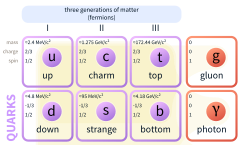 three generations of matter
(fermions)
I II III
mass ≈2.4 MeV/c² ≈1.275 GeV/c² ≈172.44 GeV/c² 0
charge 2/3 2/3 2/3 0
spin 1/2 1/2 1/2 1
u c t g
up charm top gluon
QUARKS
≈4.8 MeV/c² ≈95 MeV/c² ≈4.18 GeV/c² 0
-1/3 -1/3 -1/3 0
1/2 1/2 1/2 1
d s b γ
down strange bottom photon